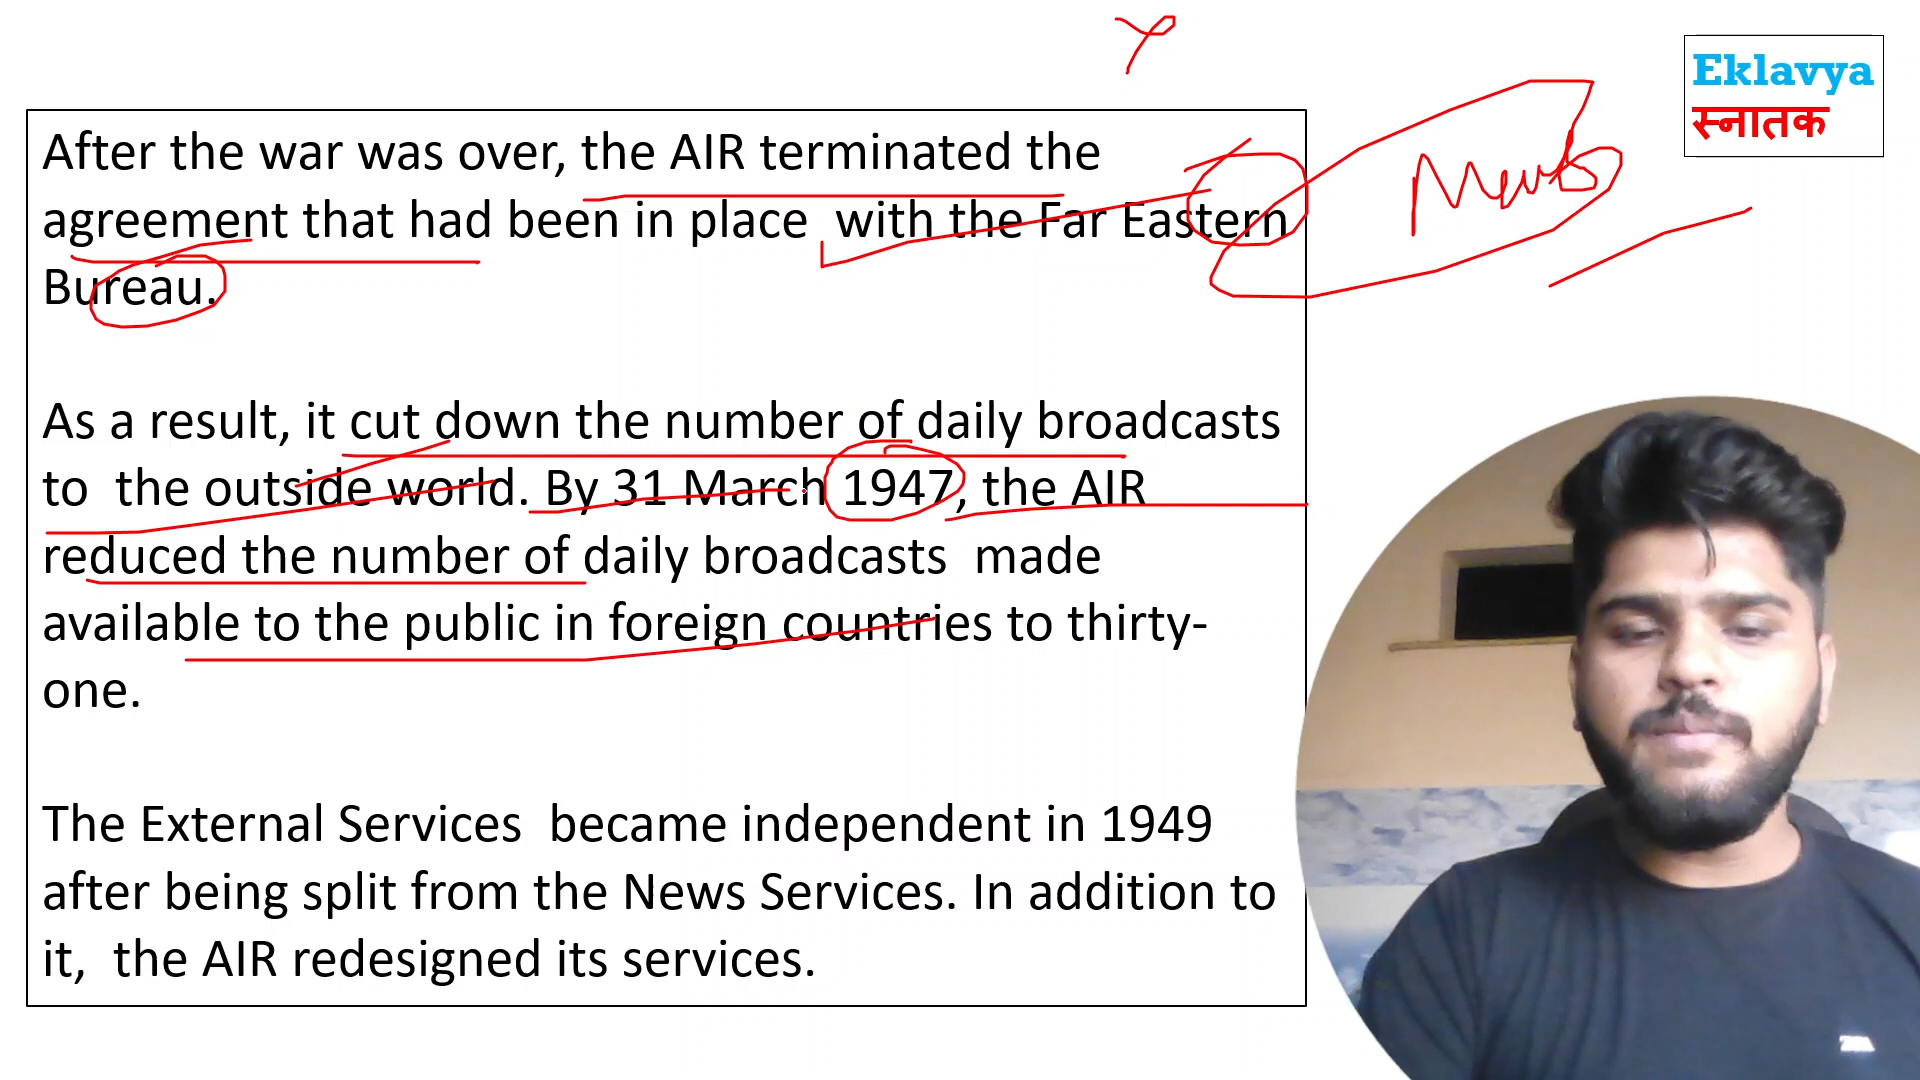 Eklavya
स्नातक
After the war was over, the AIR terminated the
agreement that had been in place with the Far Eastern
Bureau.
As a result, it cut down the number of daily broadcasts
to the outside world. By 31 March 1947, the AIR
reduced the number of daily broadcasts made
available to the public in foreign countries to thirty-
one.
The External Services became independent in 1949
after being split from the News Services. In addition to
it, the AIR redesigned its services.